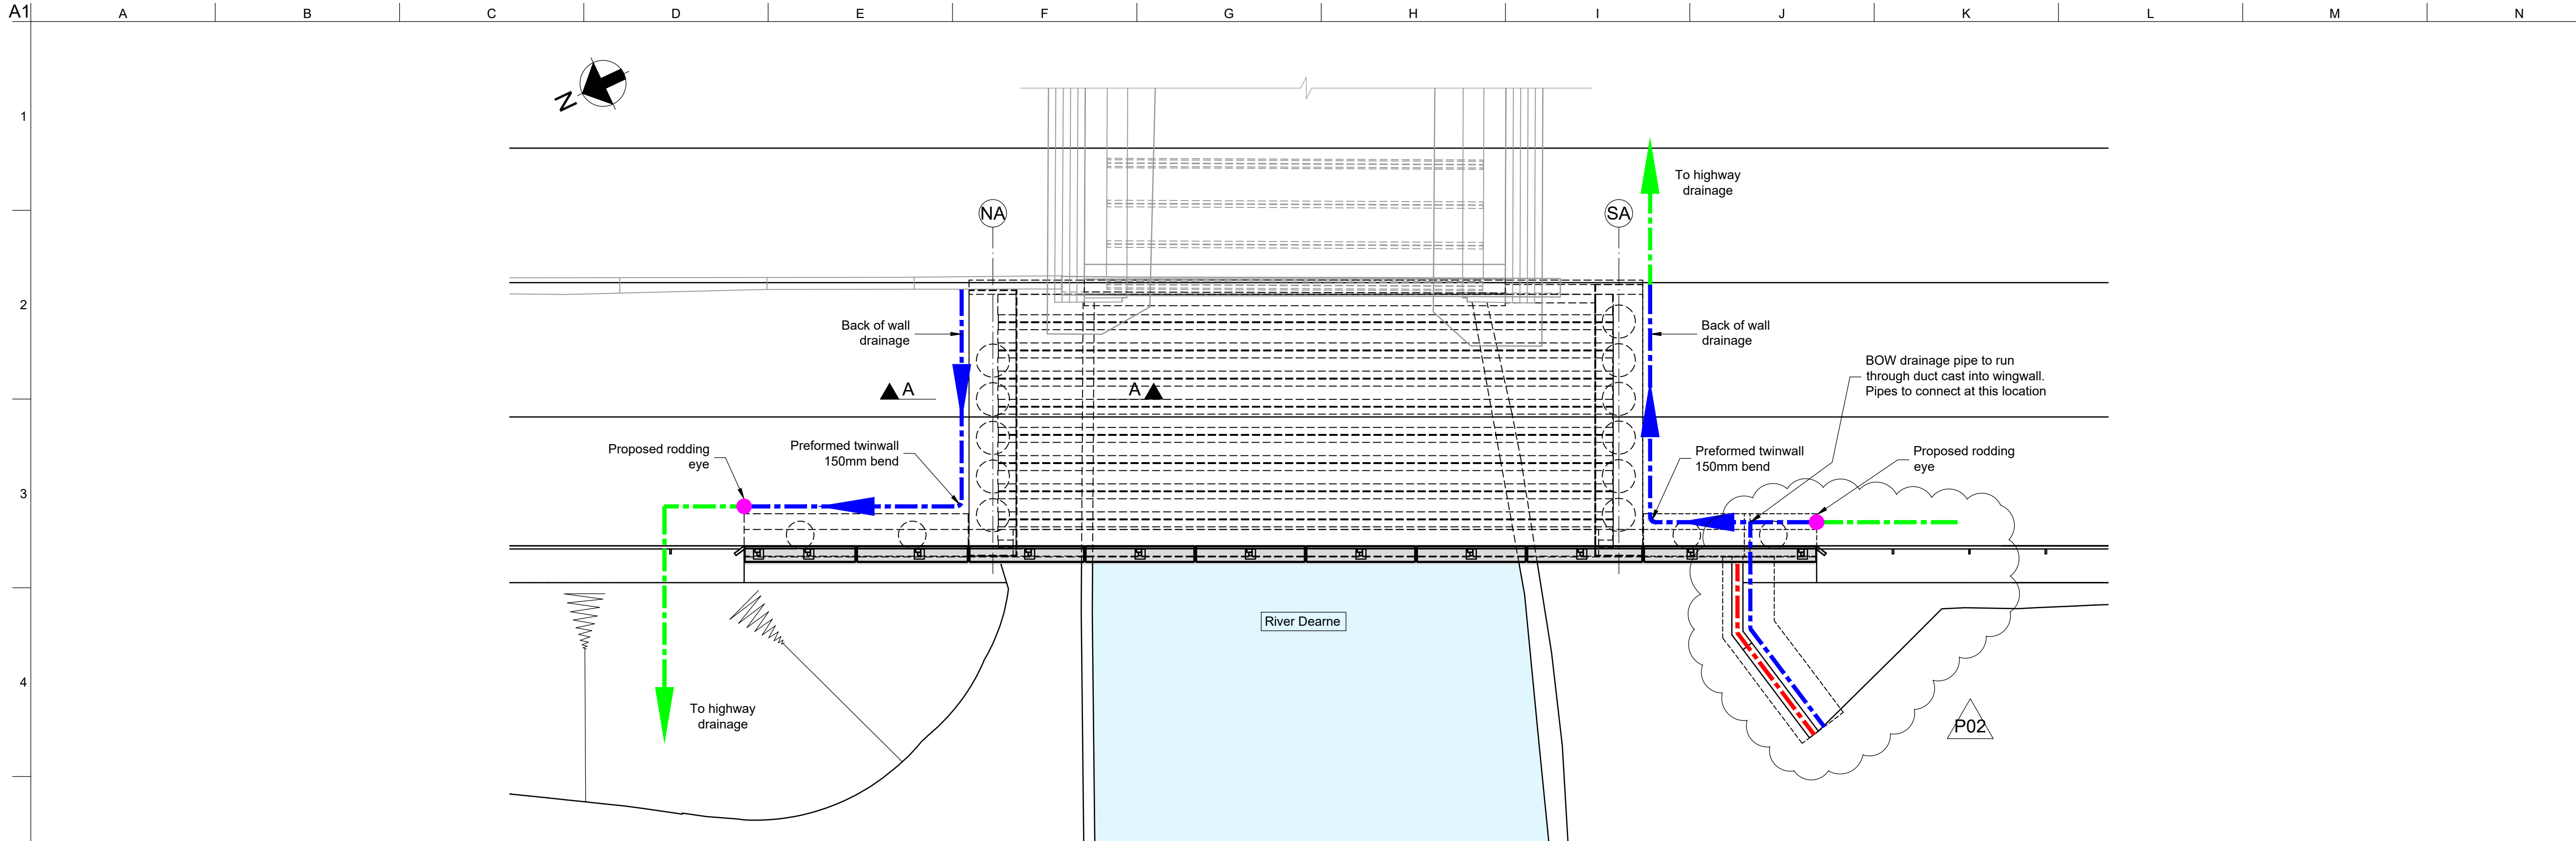 A1
A B C D E F G H I J K L M N
N
1
To highway
drainage
NA
SA
2
Back of wall
drainage
Back of wall
drainage
BOW drainage pipe to run
through duct cast into wingwall.
Pipes to connect at this location
A
A
Proposed rodding
eye
Preformed twinwall
150mm bend
Preformed twinwall
150mm bend
Proposed rodding
eye
3
River Dearne
4
To highway
drainage
P02